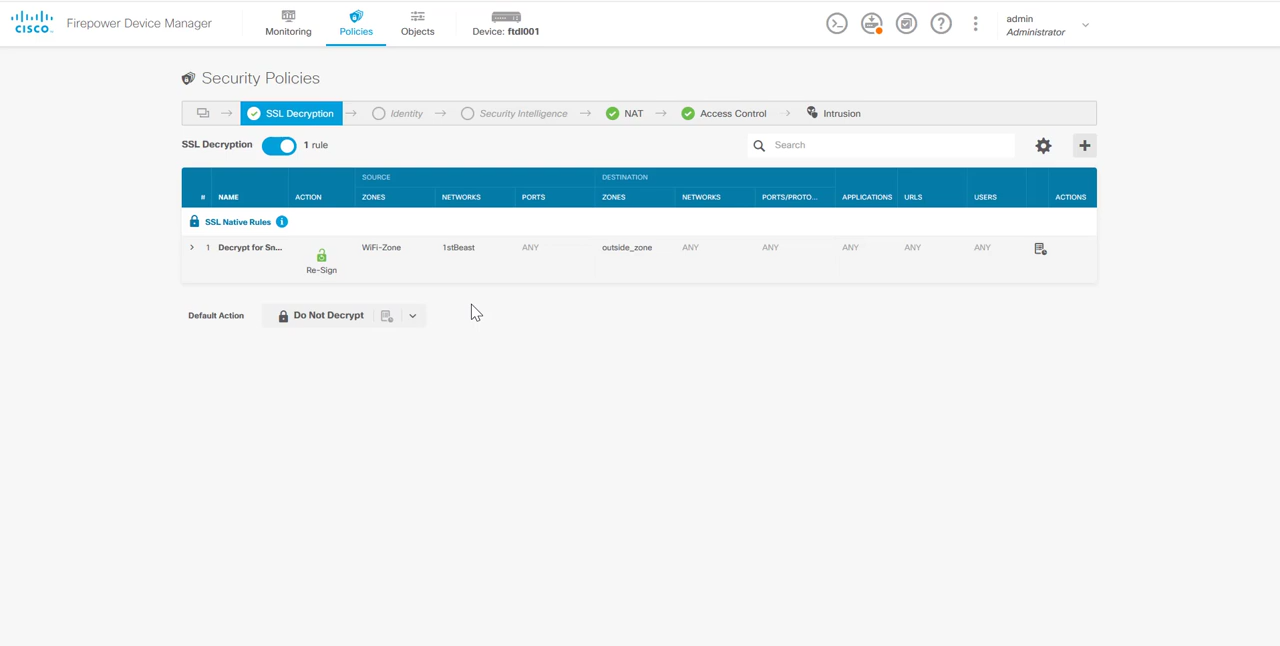 CISCO Firepower Device Manager Monitoring Policies Objects Device: ftdl001 admin
Administrator
Security Policies
SSL Decryption Identity Security Intelligence NAT Access Control Intrusion
SSL Decryption 1 rule Search
SOURCE DESTINATION
# NAME ACTION ZONES NETWORKS PORTS ZONES NETWORKS PORTS/PROTO... APPLICATIONS URLS USERS ACTIONS
SSL Native Rules
1 Decrypt for Sn... WiFi-Zone 1stBeast ANY outside_zone ANY ANY ANY ANY ANY
Re-Sign
Default Action Do Not Decrypt